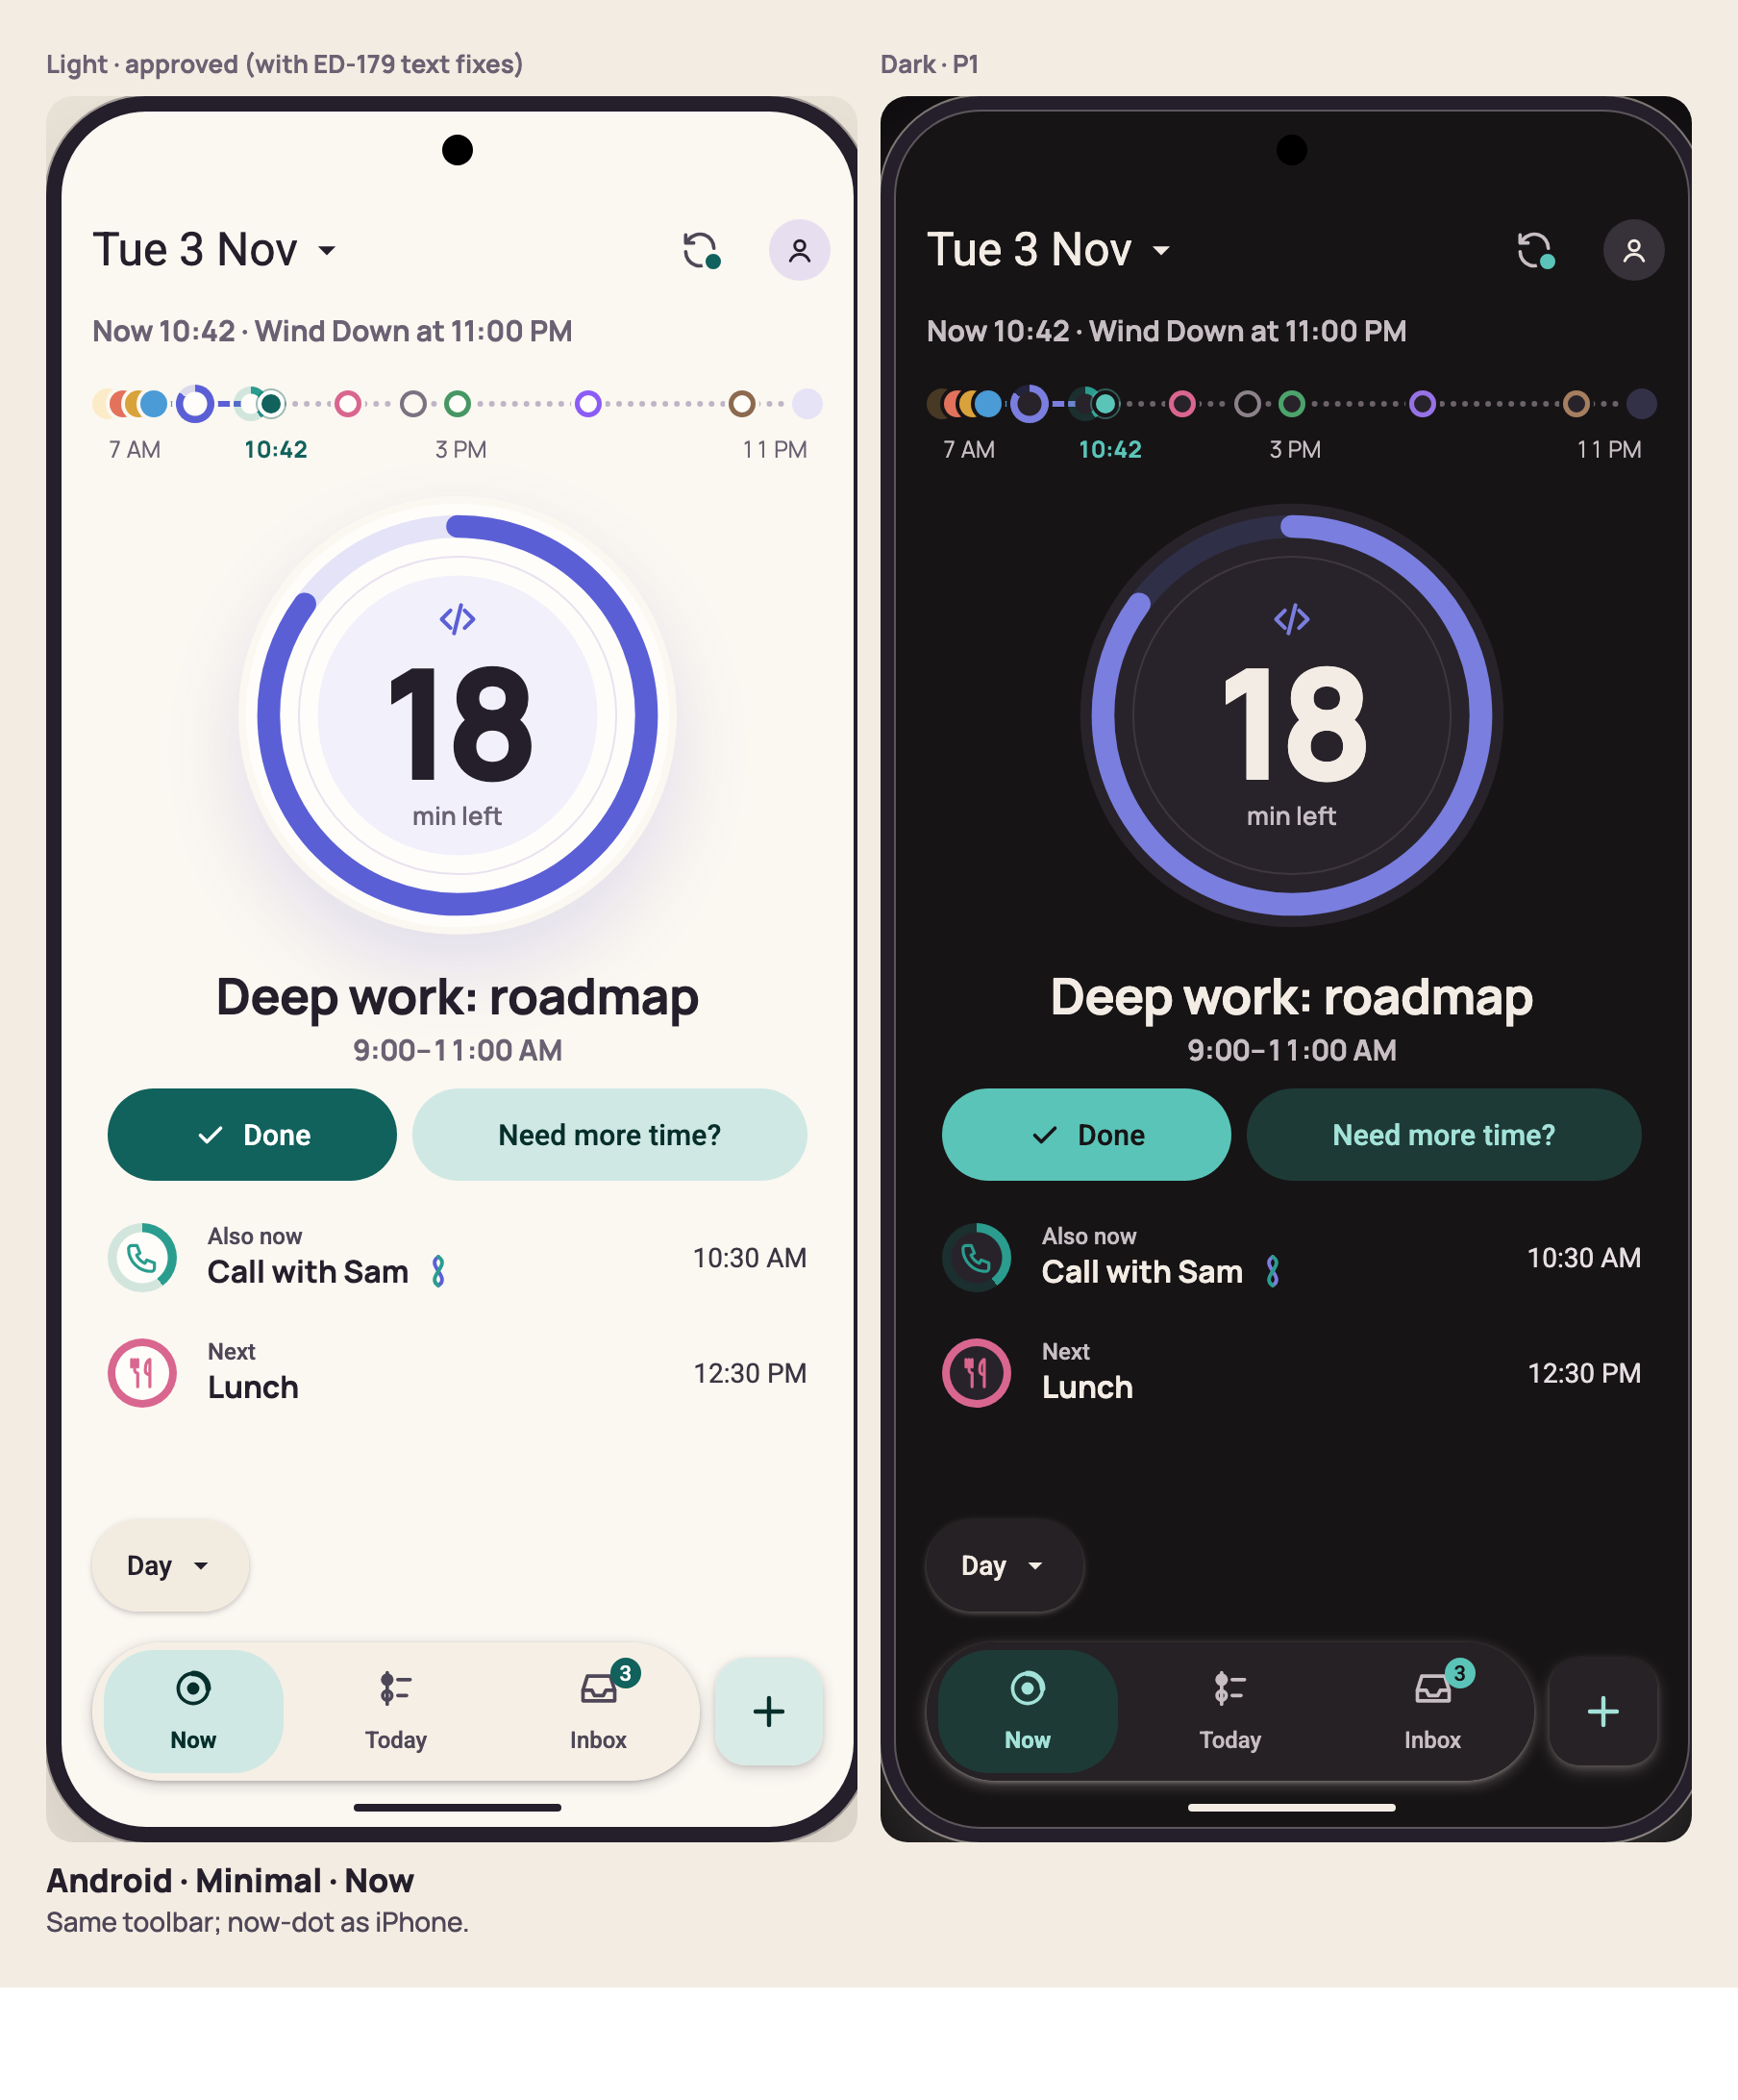 Light · approved (with ED-179 text fixes)
Tue 3 Nov
Now 10:42 · Wind Down at 11:00 PM
7 AM 10:42 3 PM 11 PM
18
min left
Deep work: roadmap
9:00–11:00 AM
Done Need more time?
Also now
Call with Sam 10:30 AM
Next
Lunch 12:30 PM
Day
3
Now Today Inbox
Dark · P1
Tue 3 Nov
Now 10:42 · Wind Down at 11:00 PM
7 AM 10:42 3 PM 11 PM
18
min left
Deep work: roadmap
9:00–11:00 AM
Done Need more time?
Also now
Call with Sam 10:30 AM
Next
Lunch 12:30 PM
Day
3
Now Today Inbox
Android · Minimal · Now
Same toolbar; now-dot as iPhone.